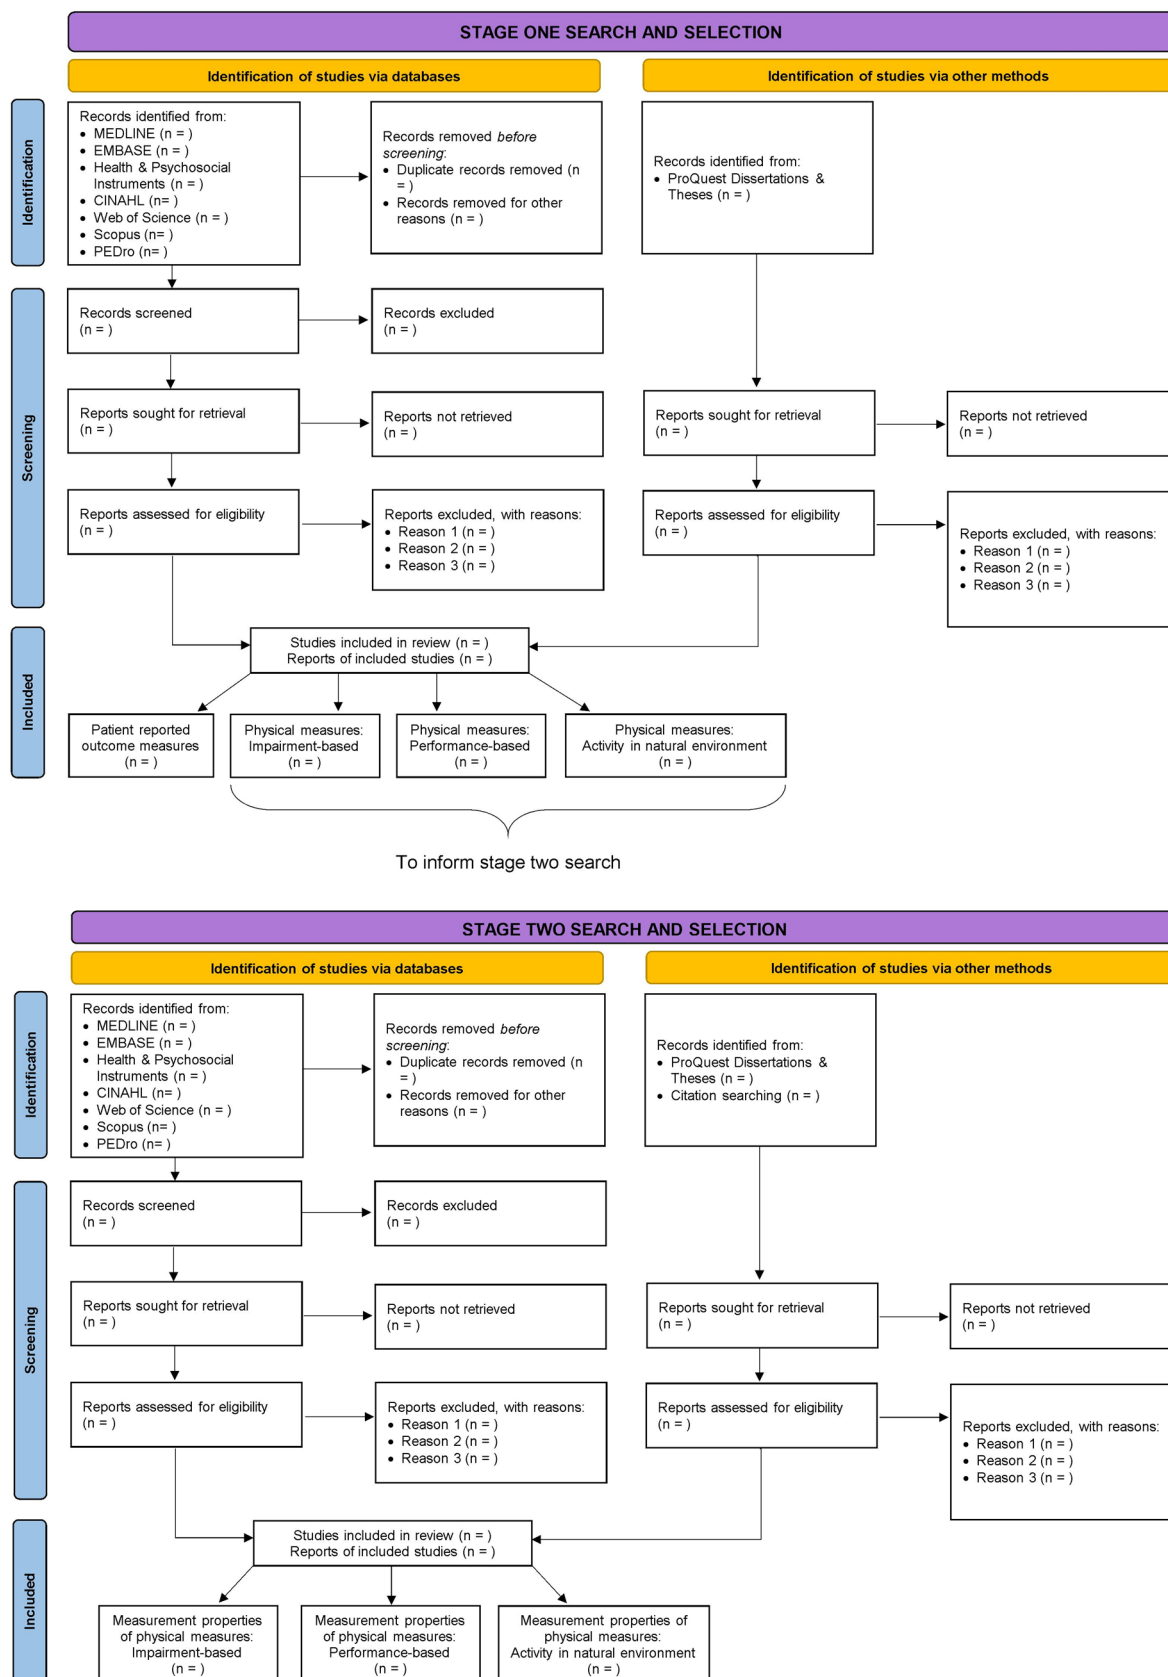 STAGE ONE SEARCH AND SELECTION
Identification of studies via databases
Identification of studies via other methods
Identification
Records identified from:
• MEDLINE (n = )
• EMBASE (n = )
• Health & Psychosocial
Instruments (n = )
• CINAHL (n= )
• Web of Science (n = )
• Scopus (n= )
• PEDro (n= )
Records removed before
screening:
• Duplicate records removed (n
= )
• Records removed for other
reasons (n = )
Records identified from:
• ProQuest Dissertations &
Theses (n = )
Screening
Records screened
(n = )
Records excluded
(n = )
Reports sought for retrieval
(n = )
Reports not retrieved
(n = )
Reports sought for retrieval
(n = )
Reports not retrieved
(n = )
Reports assessed for eligibility
(n = )
Reports excluded, with reasons:
• Reason 1 (n = )
• Reason 2 (n = )
• Reason 3 (n = )
Reports assessed for eligibility
(n = )
Reports excluded, with reasons:
• Reason 1 (n = )
• Reason 2 (n = )
• Reason 3 (n = )
Included
Studies included in review (n = )
Reports of included studies (n = )
Patient reported
outcome measures
(n = )
Physical measures:
Impairment-based
(n = )
Physical measures:
Performance-based
(n = )
Physical measures:
Activity in natural environment
(n = )
To inform stage two search
STAGE TWO SEARCH AND SELECTION
Identification of studies via databases
Identification of studies via other methods
Identification
Records identified from:
• MEDLINE (n = )
• EMBASE (n = )
• Health & Psychosocial
Instruments (n = )
• CINAHL (n= )
• Web of Science (n = )
• Scopus (n= )
• PEDro (n= )
Records removed before
screening:
• Duplicate records removed (n
= )
• Records removed for other
reasons (n = )
Records identified from:
• ProQuest Dissertations &
Theses (n = )
• Citation searching (n = )
Screening
Records screened
(n = )
Records excluded
(n = )
Reports sought for retrieval
(n = )
Reports not retrieved
(n = )
Reports sought for retrieval
(n = )
Reports not retrieved
(n = )
Reports assessed for eligibility
(n = )
Reports excluded, with reasons:
• Reason 1 (n = )
• Reason 2 (n = )
• Reason 3 (n = )
Reports assessed for eligibility
(n = )
Reports excluded, with reasons:
• Reason 1 (n = )
• Reason 2 (n = )
• Reason 3 (n = )
Included
Studies included in review (n = )
Reports of included studies (n = )
Measurement properties
of physical measures:
Impairment-based
(n = )
Measurement properties
of physical measures:
Performance-based
(n = )
Measurement properties of
physical measures:
Activity in natural environment
(n = )